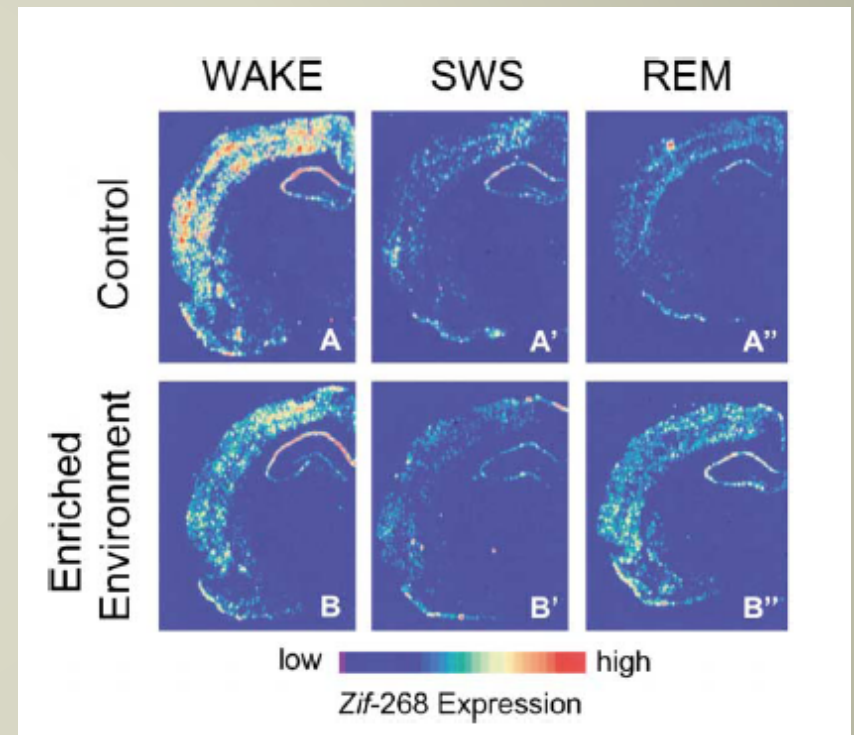 WAKE SWS REM
Control
A A' A"
Enriched
Environment
B B' B"
low high
Zif-268 Expression